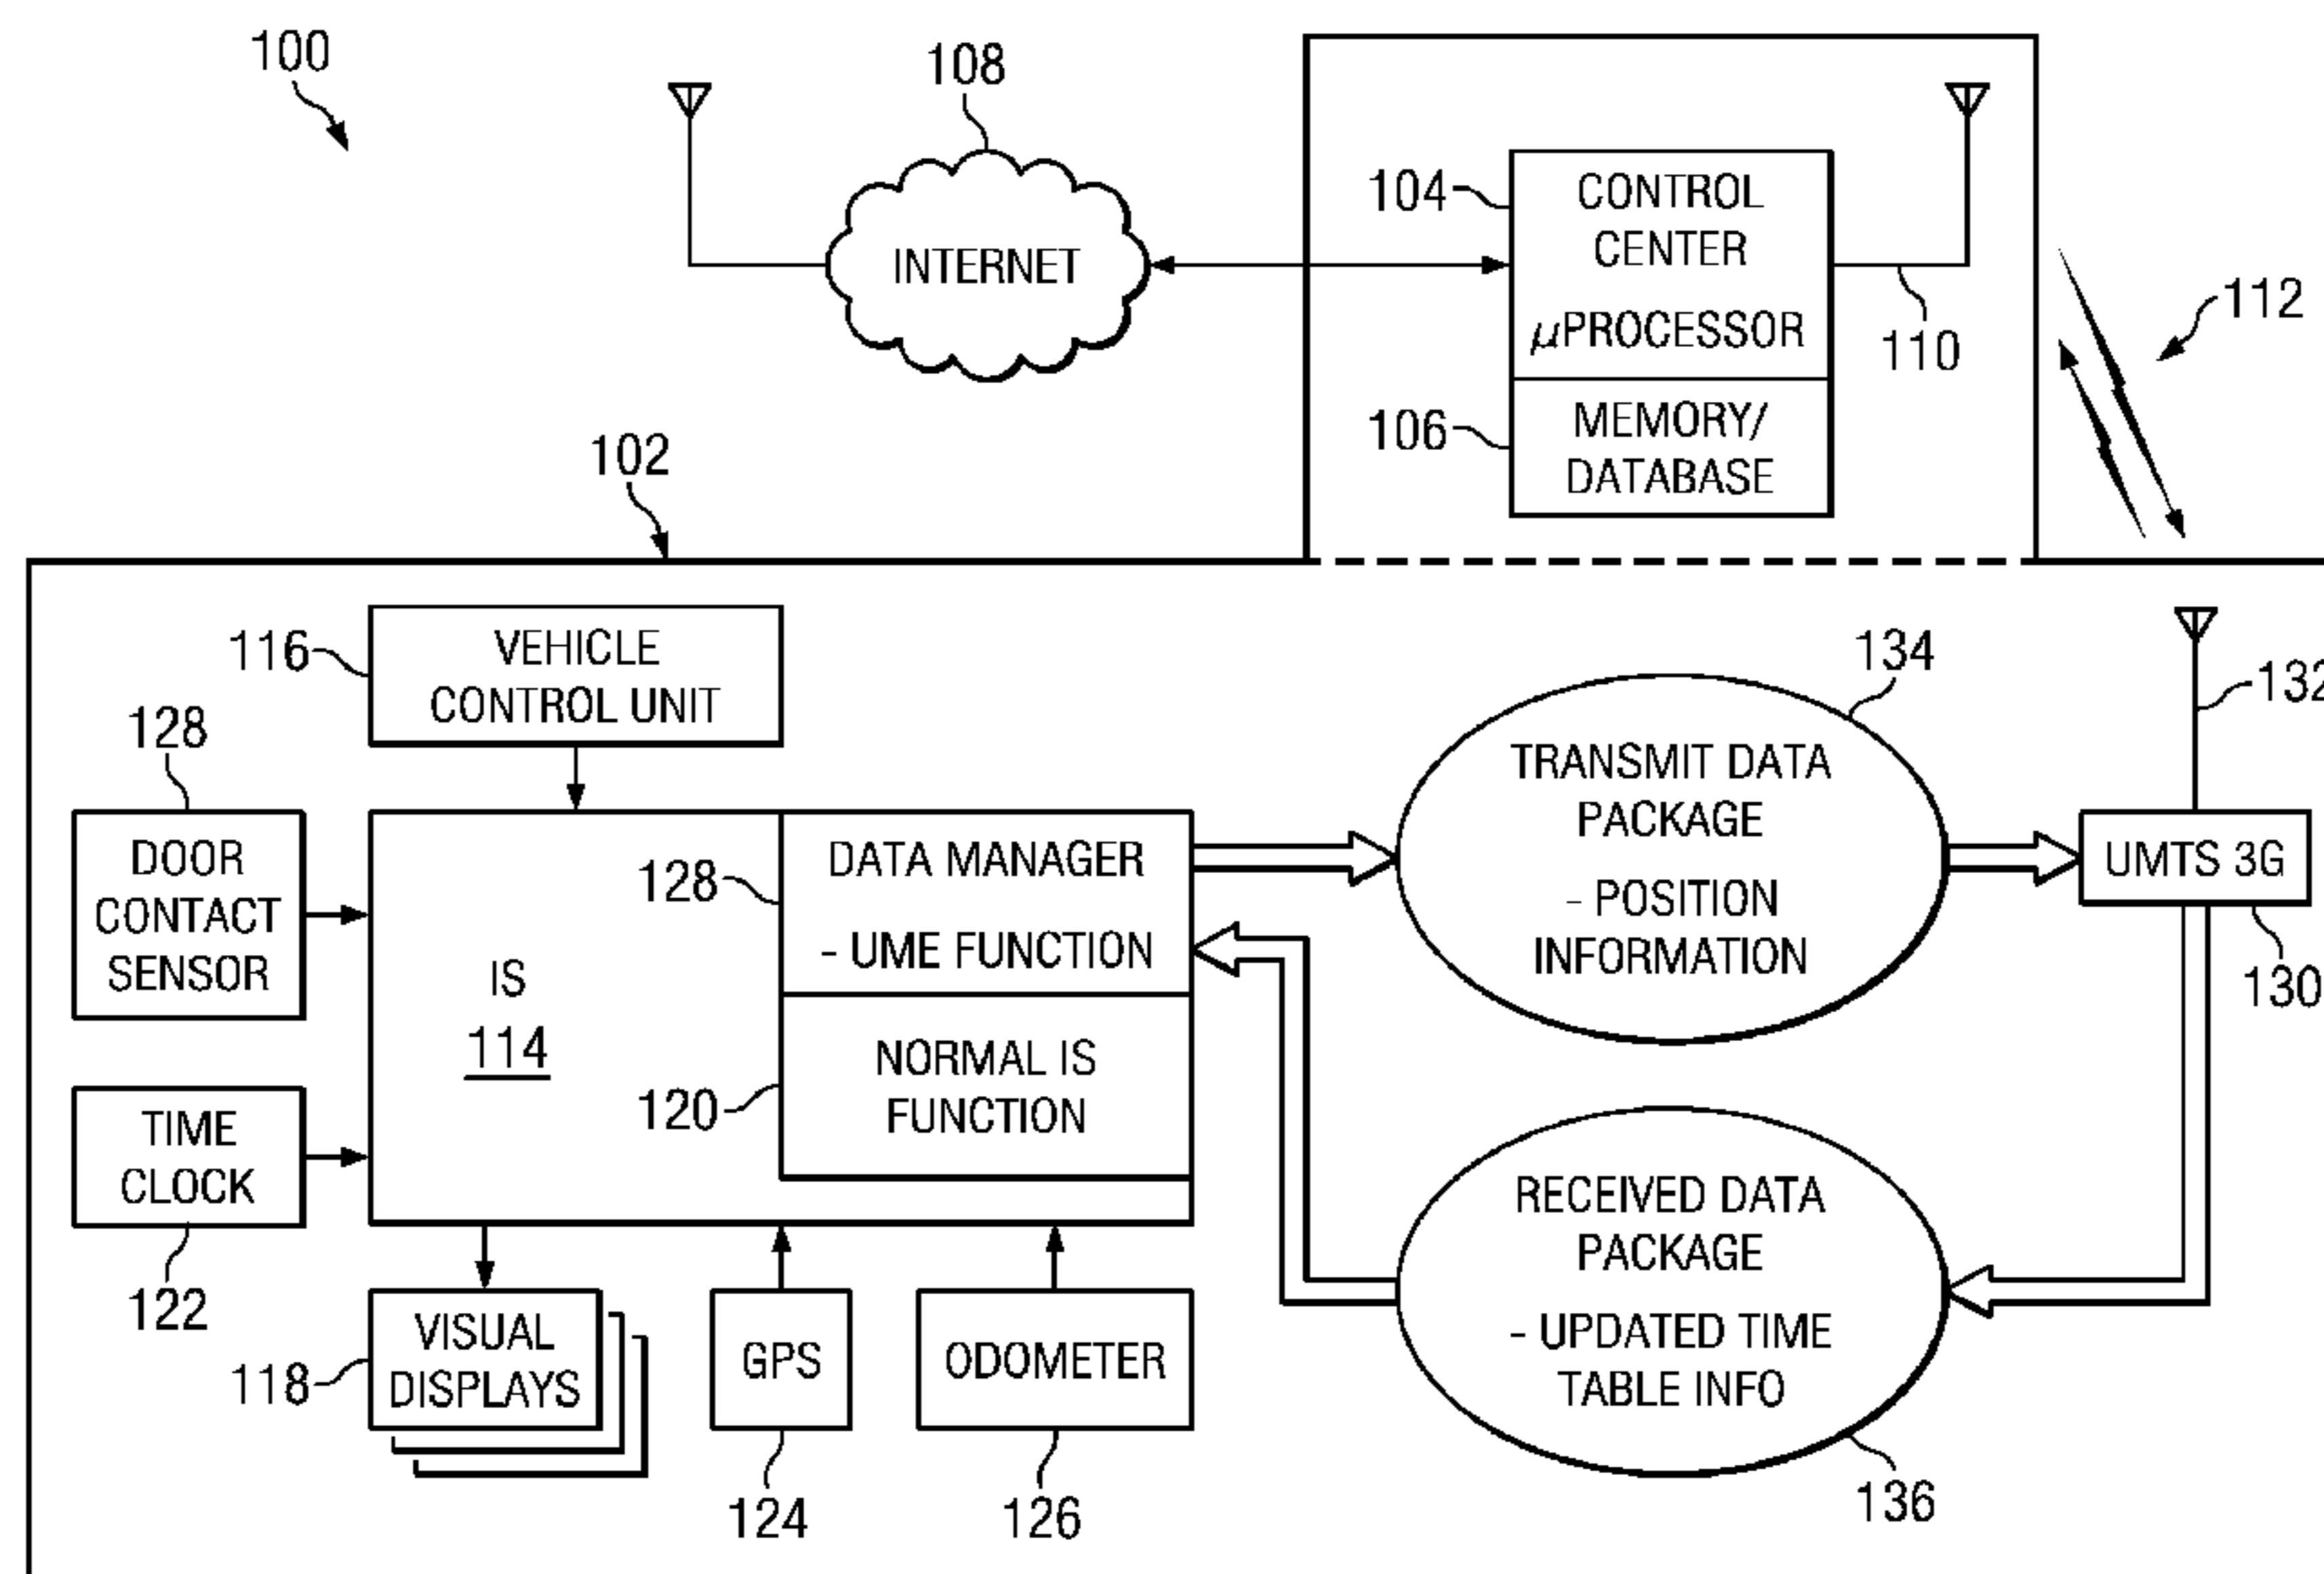 100
108
104
CONTROL
CENTER
μPROCESSOR
INTERNET
110
112
106
MEMORY/
DATABASE
102
116
VEHICLE
CONTROL UNIT
134
132
128
DOOR
CONTACT
SENSOR
IS
114
128
DATA MANAGER
- UME FUNCTION
TRANSMIT DATA
PACKAGE
- POSITION
INFORMATION
UMTS 3G
130
120
NORMAL IS
FUNCTION
TIME
CLOCK
122
RECEIVED DATA
PACKAGE
- UPDATED TIME
TABLE INFO
118
VISUAL
DISPLAYS
GPS
ODOMETER
124
126
136